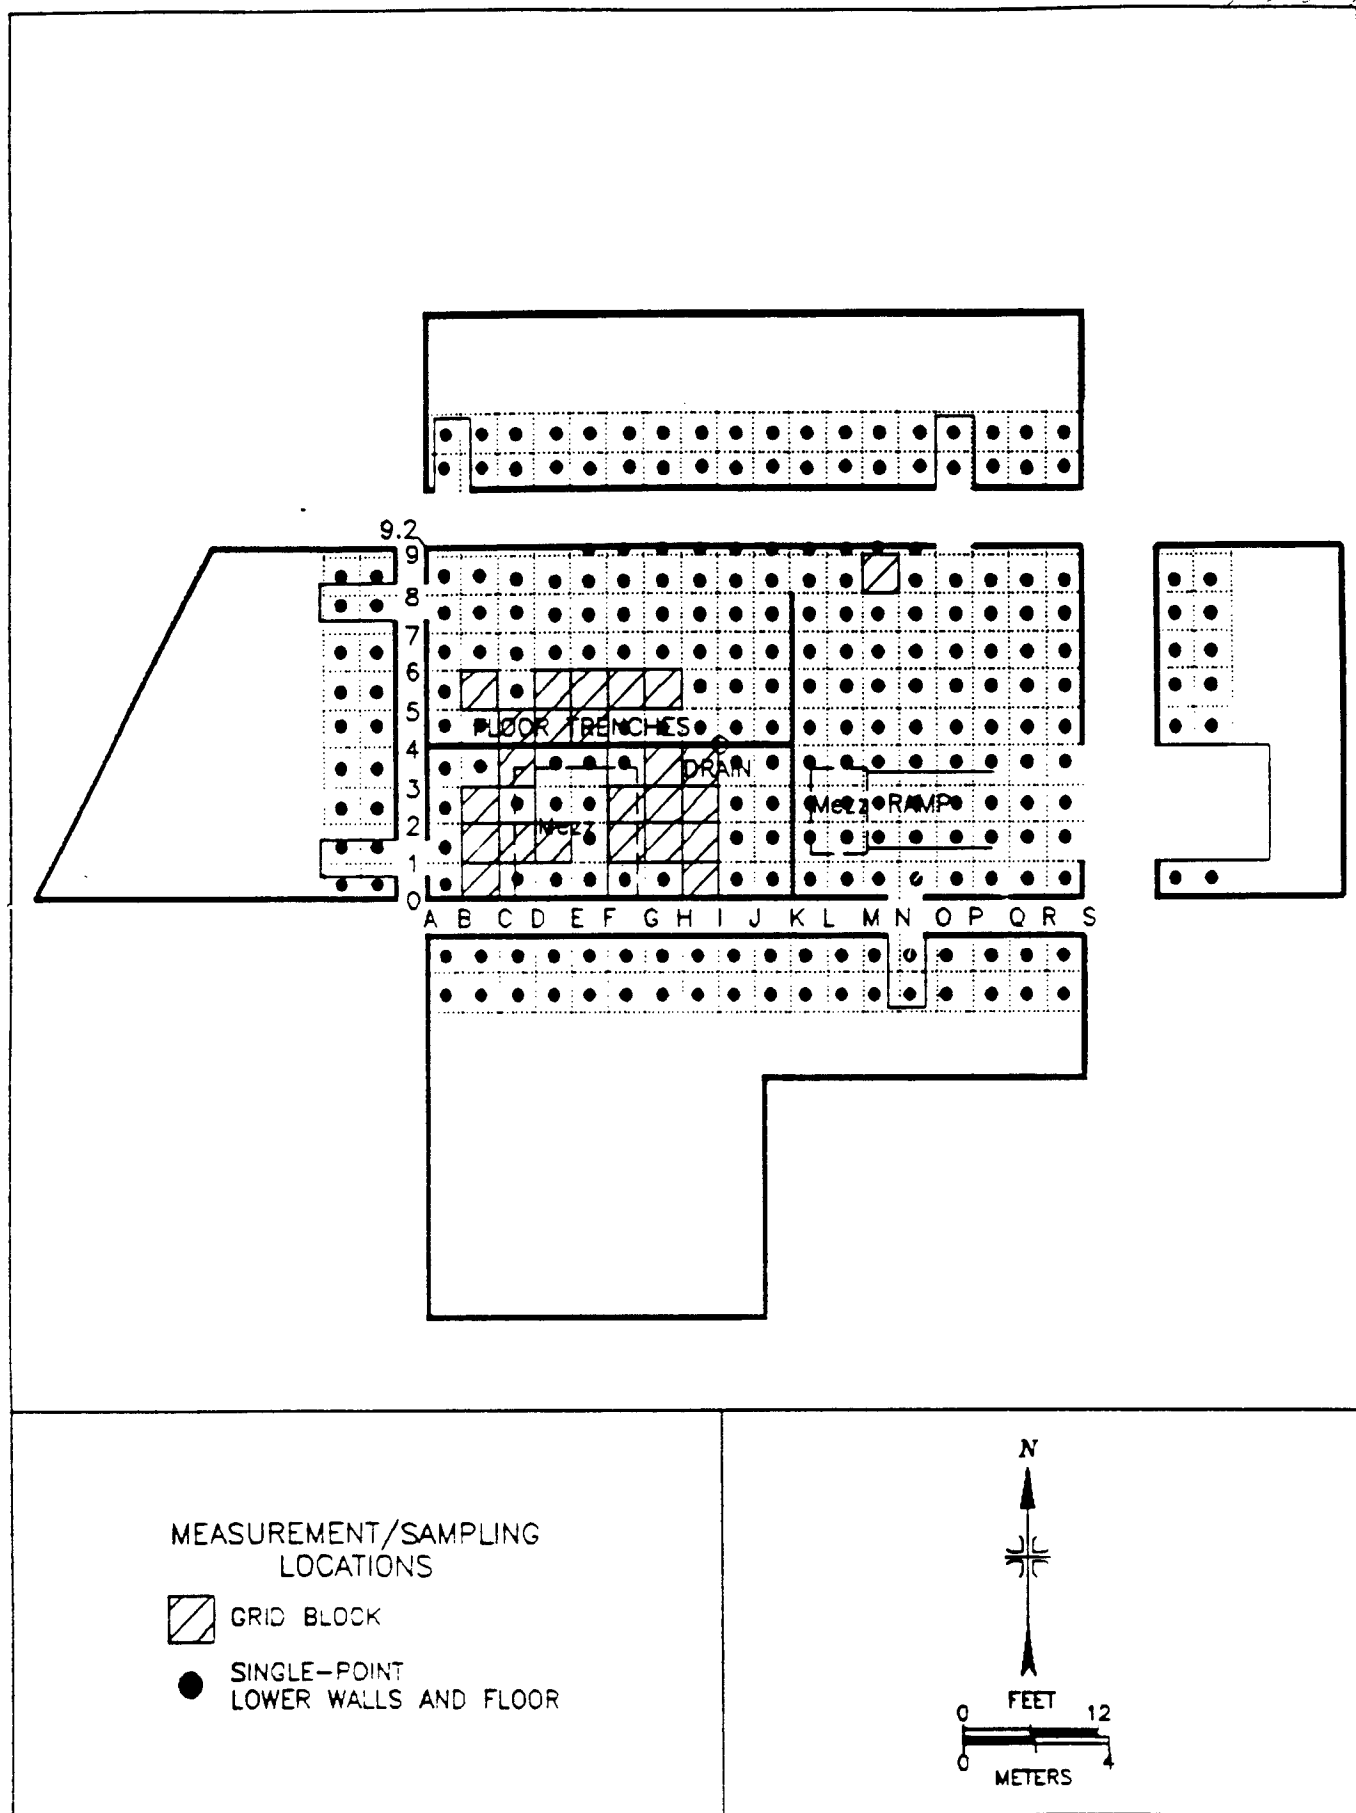 9.2
9
8
7
6
5
FLOOR TRENCHES
4
DRAIN
3
Mezz RAMP
2
Mezz
1
0
A B C D E F G H I J K L M N O P Q R S
MEASUREMENT/SAMPLING
LOCATIONS
GRID BLOCK
SINGLE-POINT
LOWER WALLS AND FLOOR
N
FEET
0 12
0 4
METERS